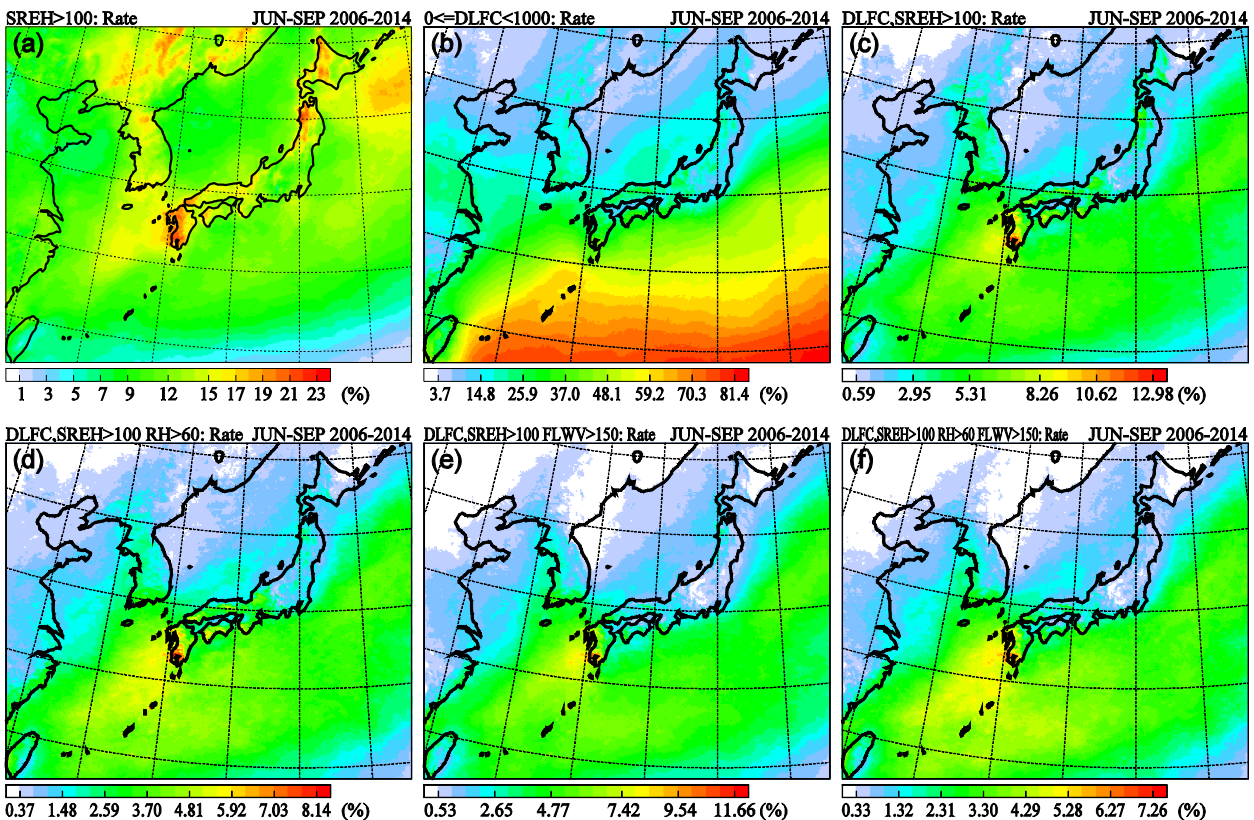 SREH>100: Rate JUN-SEP 2006-2014
(a)
1 3 5 7 9 12 15 17 19 21 23 (%)
0<=DLFC<1000: Rate JUN-SEP 2006-2014
(b)
3.7 14.8 25.9 37.0 48.1 59.2 70.3 81.4 (%)
DLFC,SREH>100: Rate JUN-SEP 2006-2014
(c)
0.59 2.95 5.31 8.26 10.62 12.98 (%)
DLFC,SREH>100 RH>60: Rate JUN-SEP 2006-2014
(d)
0.37 1.48 2.59 3.70 4.81 5.92 7.03 8.14 (%)
DLFC,SREH>100 FLWV>150: Rate JUN-SEP 2006-2014
(e)
0.53 2.65 4.77 7.42 9.54 11.66 (%)
DLFC,SREH>100 RH>60 FLWV>150: Rate JUN-SEP 2006-2014
(f)
0.33 1.32 2.31 3.30 4.29 5.28 6.27 7.26 (%)